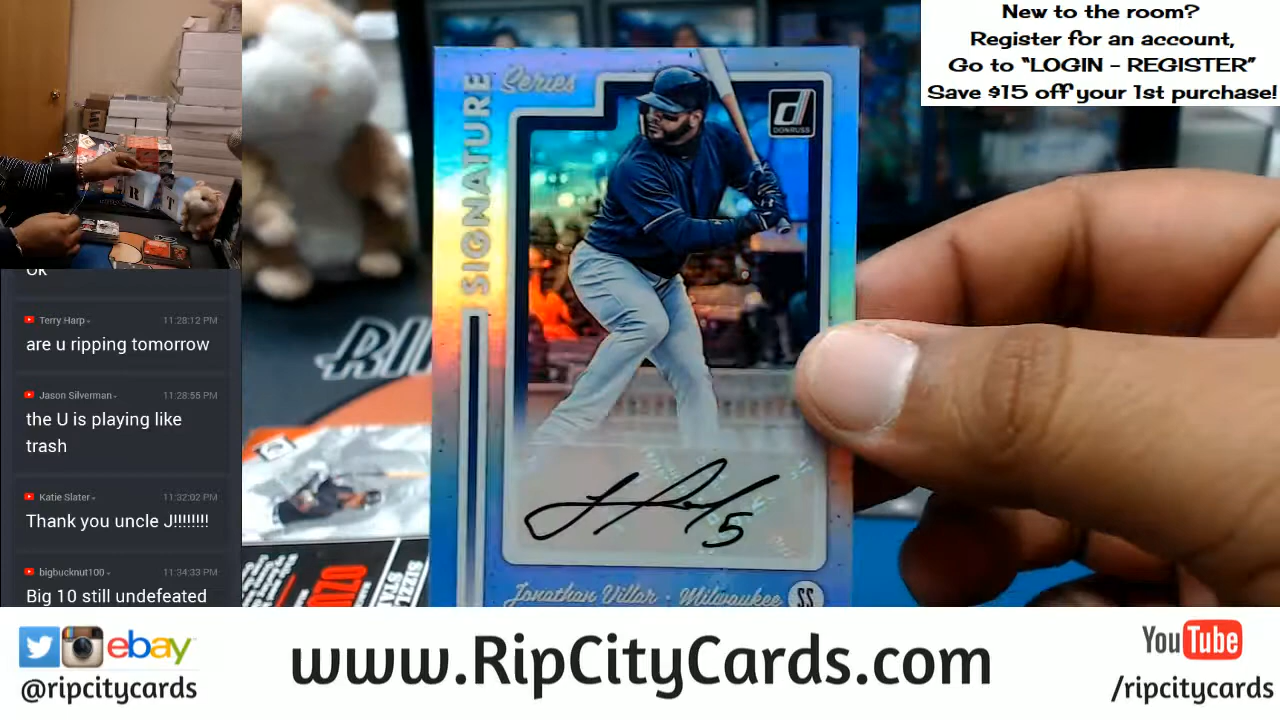 New to the room?
Register for an account,
Go to "LOGIN - REGISTER"
Save $15 off your 1st purchase!
SIGNATURE
Series
DONRUSS
5
Jonathan Villar • Milwaukee SS
Terry Harp 11:28:12 PM
are u ripping tomorrow
Jason Silverman 11:28:55 PM
the U is playing like
trash
Katie Slater 11:32:02 PM
Thank you uncle J!!!!!!!!
bigbucknut100 11:34:33 PM
Big 10 still undefeated
ebay
@ripcitycards
www.RipCityCards.com
YouTube
/ripcitycards